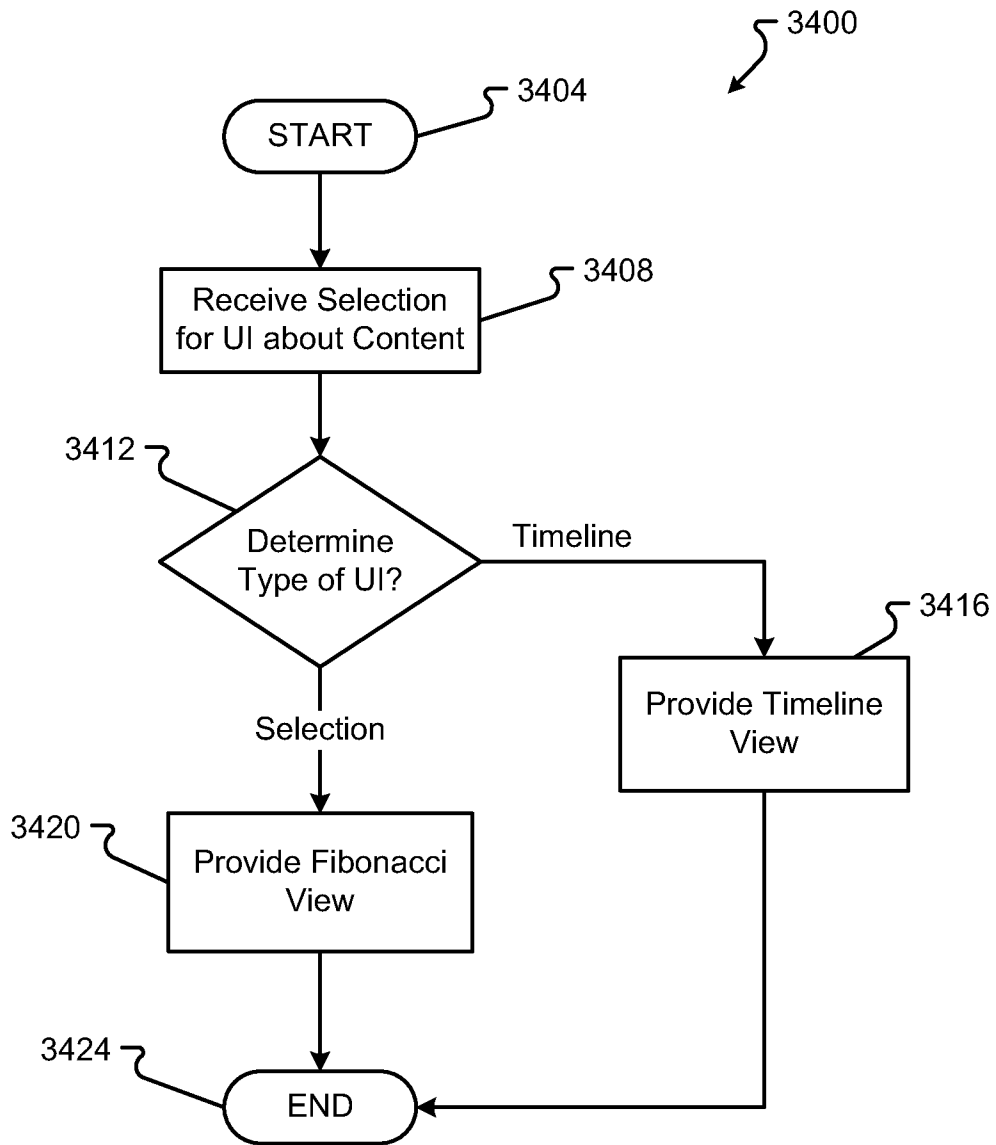 3400
3404
START
3408
Receive Selection
for UI about Content
3412
Determine
Type of UI?
Timeline
3416
Provide Timeline
View
Selection
3420
Provide Fibonacci
View
3424
END